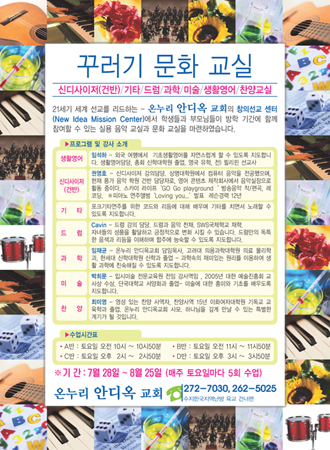 꾸러기 문화 교실
신디사이저(건반)/기타/드럼/과학/미술/생활영어/찬양교실
21세기 세계 선교를 리드하는 - 온누리 안디옥 교회의 창의선교 센터
(New Idea Mission Center)에서 학생들과 부모님들이 방학 기간에 함께
참여할 수 있는 실용 음악 교실과 문화 교실을 마련하였습니다.
▶프로그램 및 강사 소개
생활영어
임석하 - 외국 여행에서 기초생활영어를 자연스럽게 할 수 있도록 지도합니
다. 생활영어담당, 총회 신학대학원 졸업, 영국 유학, 전) 필리핀 선교사
신디사이저
(건반)
권영호 - 신디사이저 강의담당, 상명대학원에서 컴퓨터 음악을 전공했으며,
현재 뮤가 음악 학원 건반 담당자로, 영어 콘텐츠 제작회사에서 음악실장으로
활동 중이다. 스카이 라이프 'GO Go playground' 방송음악 작/편곡, 레
코딩. ※피아노 연주앨범 'Loving you..' 발표 레슨경력 12년
기 타
포크기타연주를 위한 코드와 리듬에 대해 배우며 기타를 치면서 노래할 수
있도록 지도합니다.
드 럼
Cavin - 드럼 강의 담당, 드럼과 음악 천재, SWS국제학교 재학,
자녀들의 성품을 활달하고 긍정적으로 변화 시킬 수 있습니다. 드럼만의 독특
한 음색과 리듬을 이해하며 합주에 능숙할 수 있도록 지도합니다.
과 학
임채균 - 온누리 안디옥교회 담임목사, 고려대 의용과학대학원 의료 물리학
과, 한세대 신학대학원 신학과 졸업 - 과학속의 재미있는 원리를 이용하여 생
활 과학에 친숙해질 수 있도록 지도합니다.
미 술
박희문 - 입시미술 전문교육원 전임 강사역임, 2005년 대한 예술진흥회 교
사상 수상, 단국대학교 서양화과 졸업- 미술에 대한 흥미와 기초를 배우도록
지도합니다.
찬 양
최미영 - 영성 있는 찬양 사역자, 찬양사역 15년 이화여자대학원 기독교 교
육학과 졸업, 온누리 안디옥교회 사모, 하나님을 깊게 만날 수 있는 특별한
계기가 될 것입니다.
▶수업시간표
• A반 : 토요일 오전 10시 ~ 10시50분 • B반 : 토요일 오전 11시 ~ 11시50분
• C반 : 토요일 오후 2시 ~ 2시50분 • D반 : 토요일 오후 3시 ~ 3시50분
※기 간 : 7월 28일 ~ 8월 25일 (매주 토요일마다 5회 수업)
온누리 안디옥 교회
272-7030, 262-5025
수지한국지역난방 육교 건너편